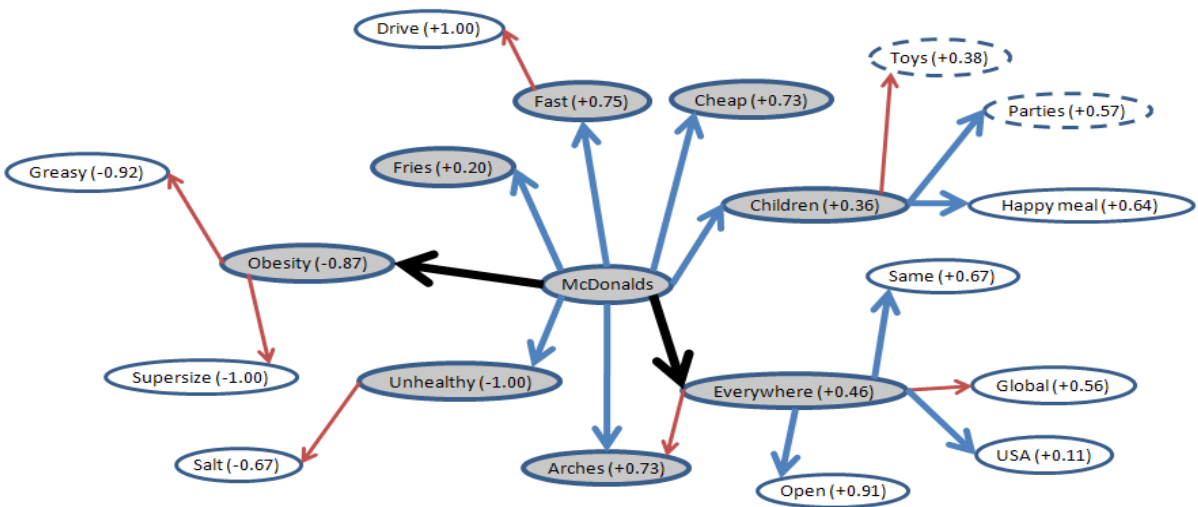 Drive (+1.00)
Toys (+0.38)
Fast (+0.75)
Cheap (+0.73)
Parties (+0.57)
Greasy (-0.92)
Fries (+0.20)
Children (+0.36)
Happy meal (+0.64)
Obesity (-0.87)
McDonalds
Same (+0.67)
Supersize (-1.00)
Unhealthy (-1.00)
Everywhere (+0.46)
Global (+0.56)
Salt (-0.67)
Arches (+0.73)
USA (+0.11)
Open (+0.91)